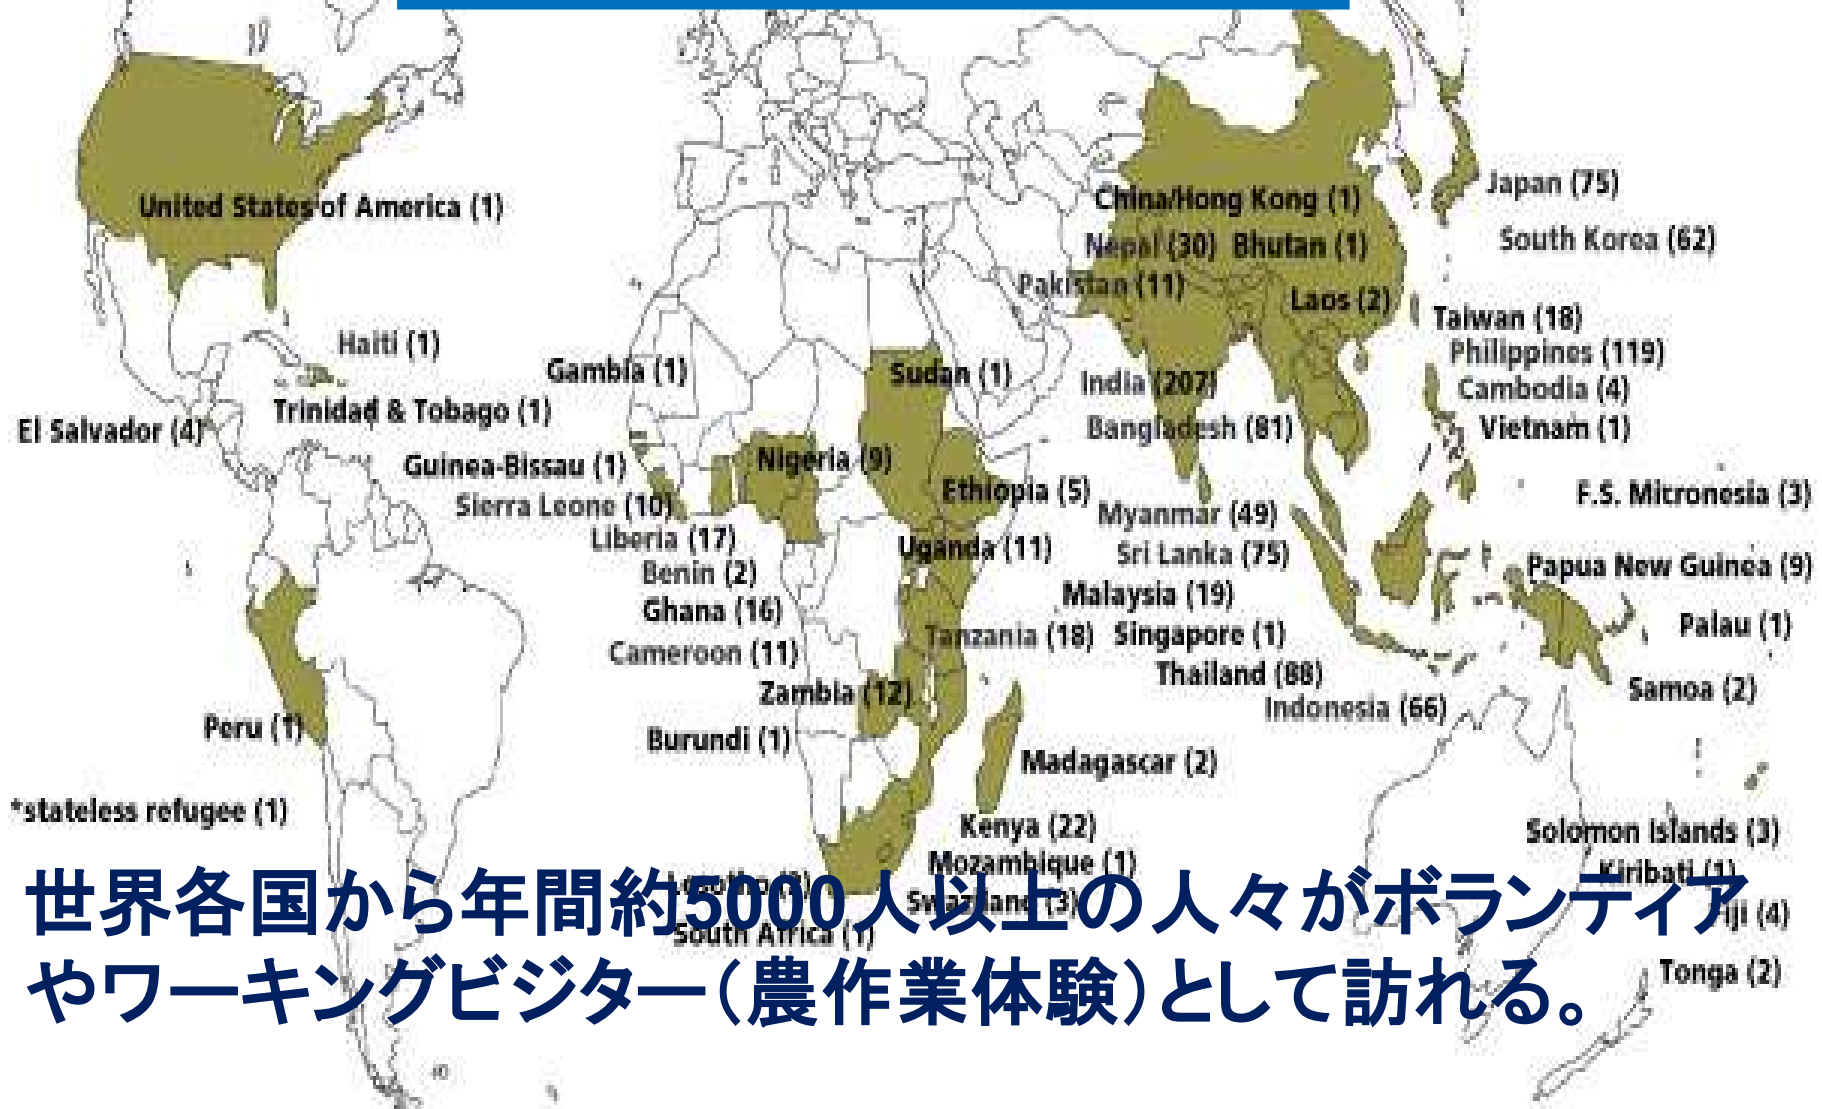 United States of America (1)
China/Hong Kong (1)
Japan (75)
Nepal (30) Bhutan (1)
South Korea (62)
Pakistan (11)
Laos (2)
Taiwan (18)
Haiti (1)
Philippines (119)
Gambia (1)
Sudan (1)
India (207)
Cambodia (4)
Trinidad & Tobago (1)
El Salvador (4)
Bangladesh (81)
Vietnam (1)
Guinea-Bissau (1)
Nigeria (9)
Sierra Leone (10)
Ethiopia (5)
Myanmar (49)
F.S. Mitronesia (3)
Liberia (17)
Uganda (11)
Sri Lanka (75)
Benin (2)
Papua New Guinea (9)
Ghana (16)
Malaysia (19)
Cameroon (11)
Tanzania (18)
Singapore (1)
Palau (1)
Thailand (88)
Zambia (12)
Samoa (2)
Indonesia (66)
Peru (1)
Burundi (1)
Madagascar (2)
*stateless refugee (1)
Kenya (22)
Solomon Islands (3)
Mozambique (1)
Kiribati (1)
Swaziland (3)
South Africa (1)
(4)
Tonga (2)
世界各国から年間約5000人以上の人々がボランティア
やワーキングビジター（農作業体験）として訪れる。